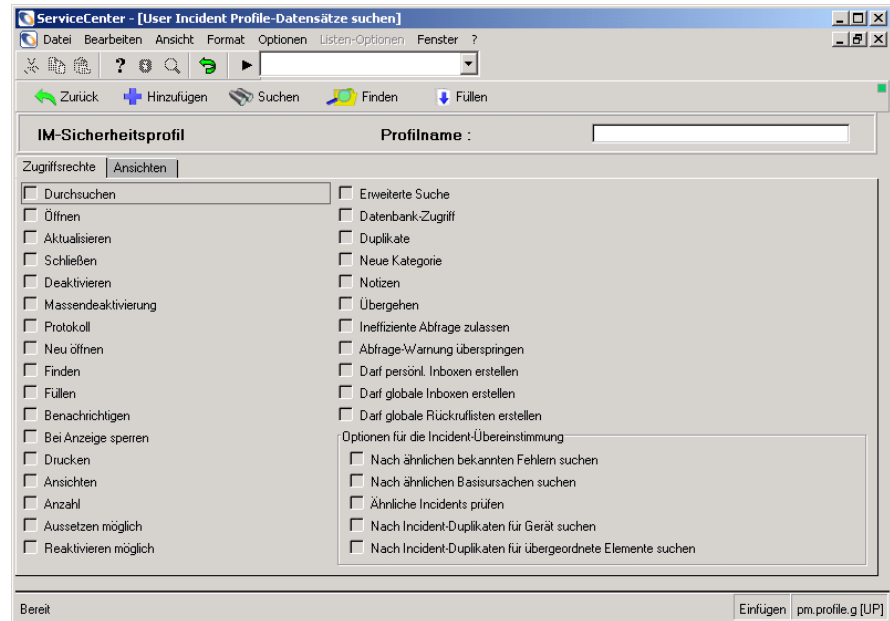 ServiceCenter - [User Incident Profile-Datensätze suchen]
Datei Bearbeiten Ansicht Format Optionen Listen-Optionen Fenster ?
Zurück Hinzufügen Suchen Finden Füllen
IM-Sicherheitsprofil Profilname :
Zugriffsrechte Ansichten
Durchsuchen
Öffnen
Aktualisieren
Schließen
Deaktivieren
Massendeaktivierung
Protokoll
Neu öffnen
Finden
Füllen
Benachrichtigen
Bei Anzeige sperren
Drucken
Ansichten
Anzahl
Aussetzen möglich
Reaktivieren möglich
Erweiterte Suche
Datenbank-Zugriff
Duplikate
Neue Kategorie
Notizen
Übergehen
Ineffiziente Abfrage zulassen
Abfrage-Warnung überspringen
Darf persönl. Inboxen erstellen
Darf globale Inboxen erstellen
Darf globale Rückruflisten erstellen
Optionen für die Incident-Übereinstimmung
Nach ähnlichen bekannten Fehlern suchen
Nach ähnlichen Basisursachen suchen
Ähnliche Incidents prüfen
Nach Incident-Duplikaten für Gerät suchen
Nach Incident-Duplikaten für übergeordnete Elemente suchen
Bereit Einfügen pm.profile.g [UP]